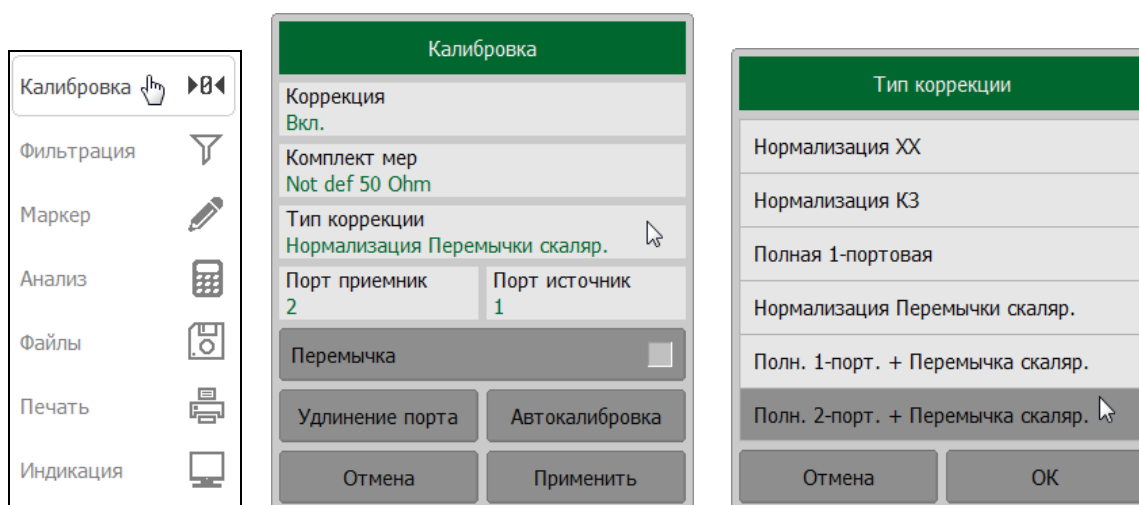 Калибровка
Фильтрация
Маркер
Анализ
Файлы
Печать
Индикация
Калибровка
Коррекция
Вкл.
Комплект мер
Not def 50 Ohm
Тип коррекции
Нормализация Перемычки скаляр.
Порт приемник Порт источник
2 1
Перемычка
Удлинение порта Автокалибровка
Отмена Применить
Тип коррекции
Нормализация ХХ
Нормализация КЗ
Полная 1-портовая
Нормализация Перемычки скаляр.
Полн. 1-порт. + Перемычка скаляр.
Полн. 2-порт. + Перемычка скаляр.
Отмена ОК